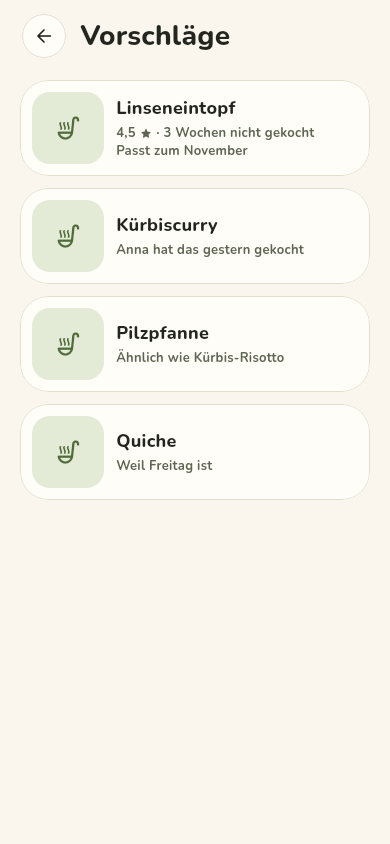 Vorschläge
Linseneintopf
4,5 ★ · 3 Wochen nicht gekocht
Passt zum November
Kürbiscurry
Anna hat das gestern gekocht
Pilzpfanne
Ähnlich wie Kürbis-Risotto
Quiche
Weil Freitag ist